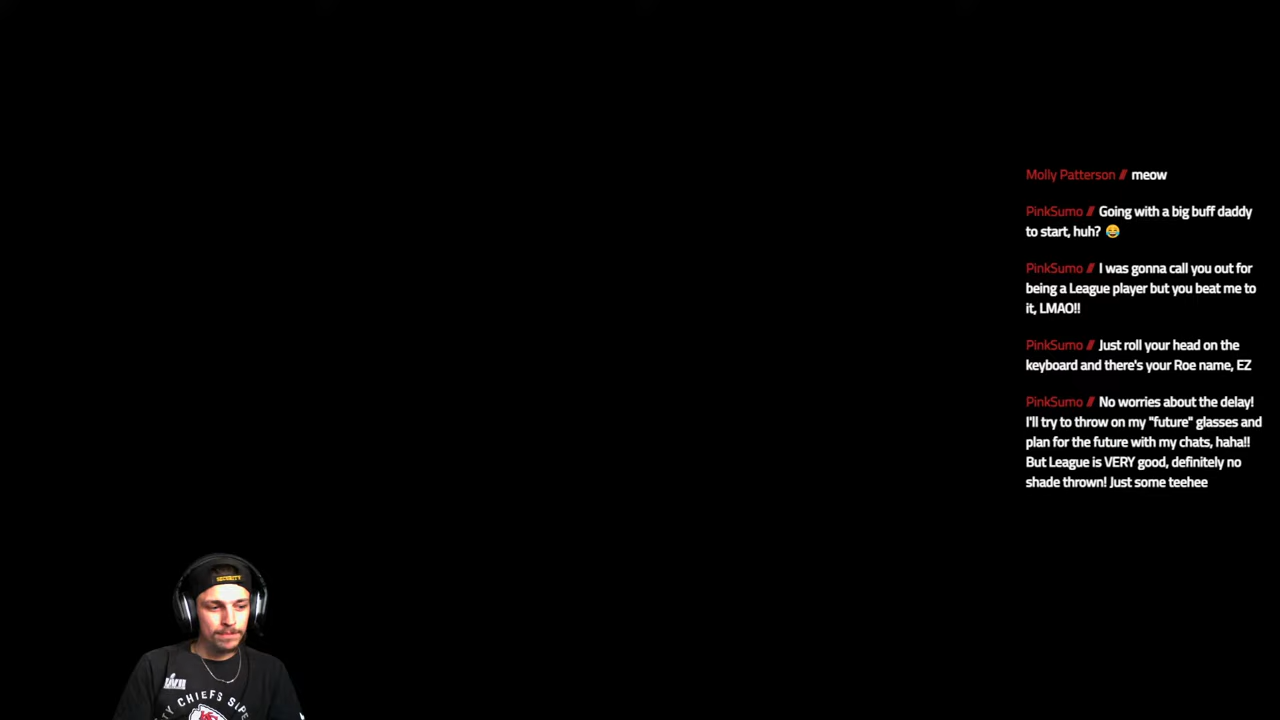 Molly Patterson // meow
PinkSumo // Going with a big buff daddy
to start, huh? 😂
PinkSumo // I was gonna call you out for
being a League player but you beat me to
it, LMAO!!
PinkSumo // Just roll your head on the
keyboard and there's your Roe name, EZ
PinkSumo // No worries about the delay!
I'll try to throw on my "future" glasses and
plan for the future with my chats, haha!!
But League is VERY good, definitely no
shade thrown! Just some teehee
SECURITY
LVII
CHIEFS